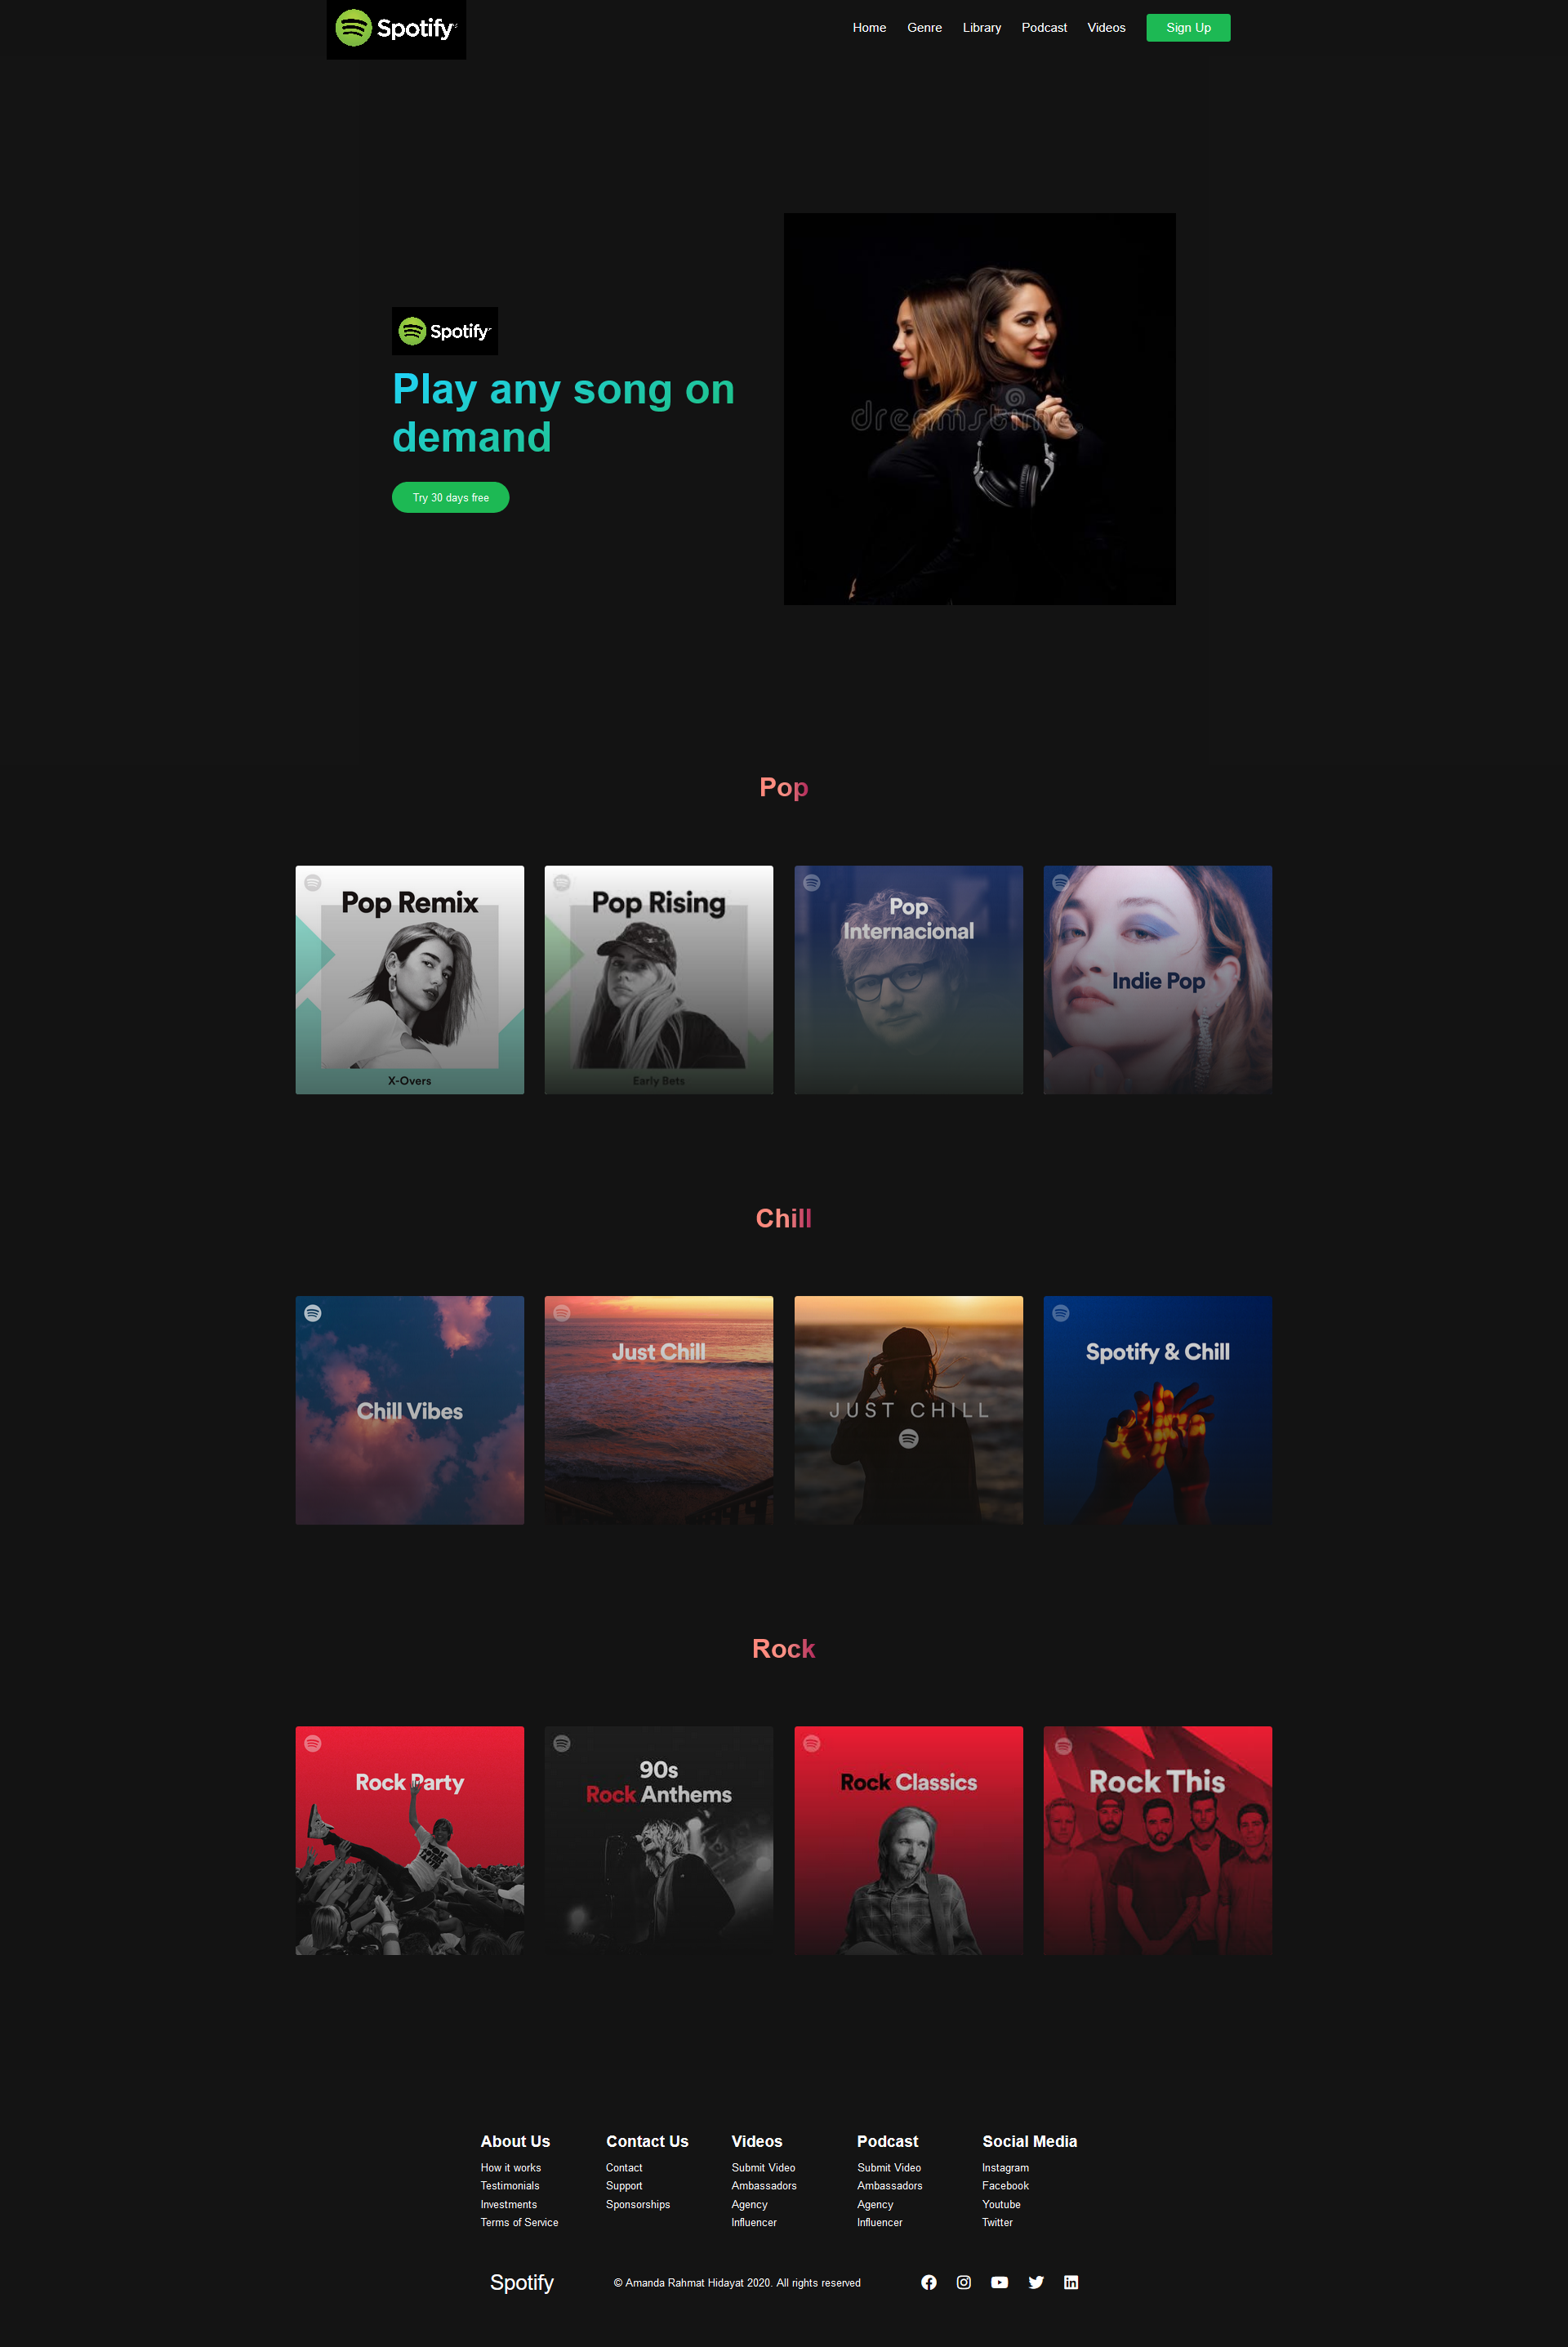 Spotify
Home Genre Library Podcast Videos Sign Up
Spotify
Play any song on
demand
Try 30 days free
dreamstime
Pop
Pop Remix
X-Overs
Pop Rising
Early Bets
Pop
Internacional
Indie Pop
Chill
Chill Vibes
Just Chill
JUST CHILL
Spotify & Chill
Rock
Rock Party
90s
Rock Anthems
Rock Classics
Rock This
About Us
How it works
Testimonials
Investments
Terms of Service
Contact Us
Contact
Support
Sponsorships
Videos
Submit Video
Ambassadors
Agency
Influencer
Podcast
Submit Video
Ambassadors
Agency
Influencer
Social Media
Instagram
Facebook
Youtube
Twitter
Spotify
© Amanda Rahmat Hidayat 2020. All rights reserved